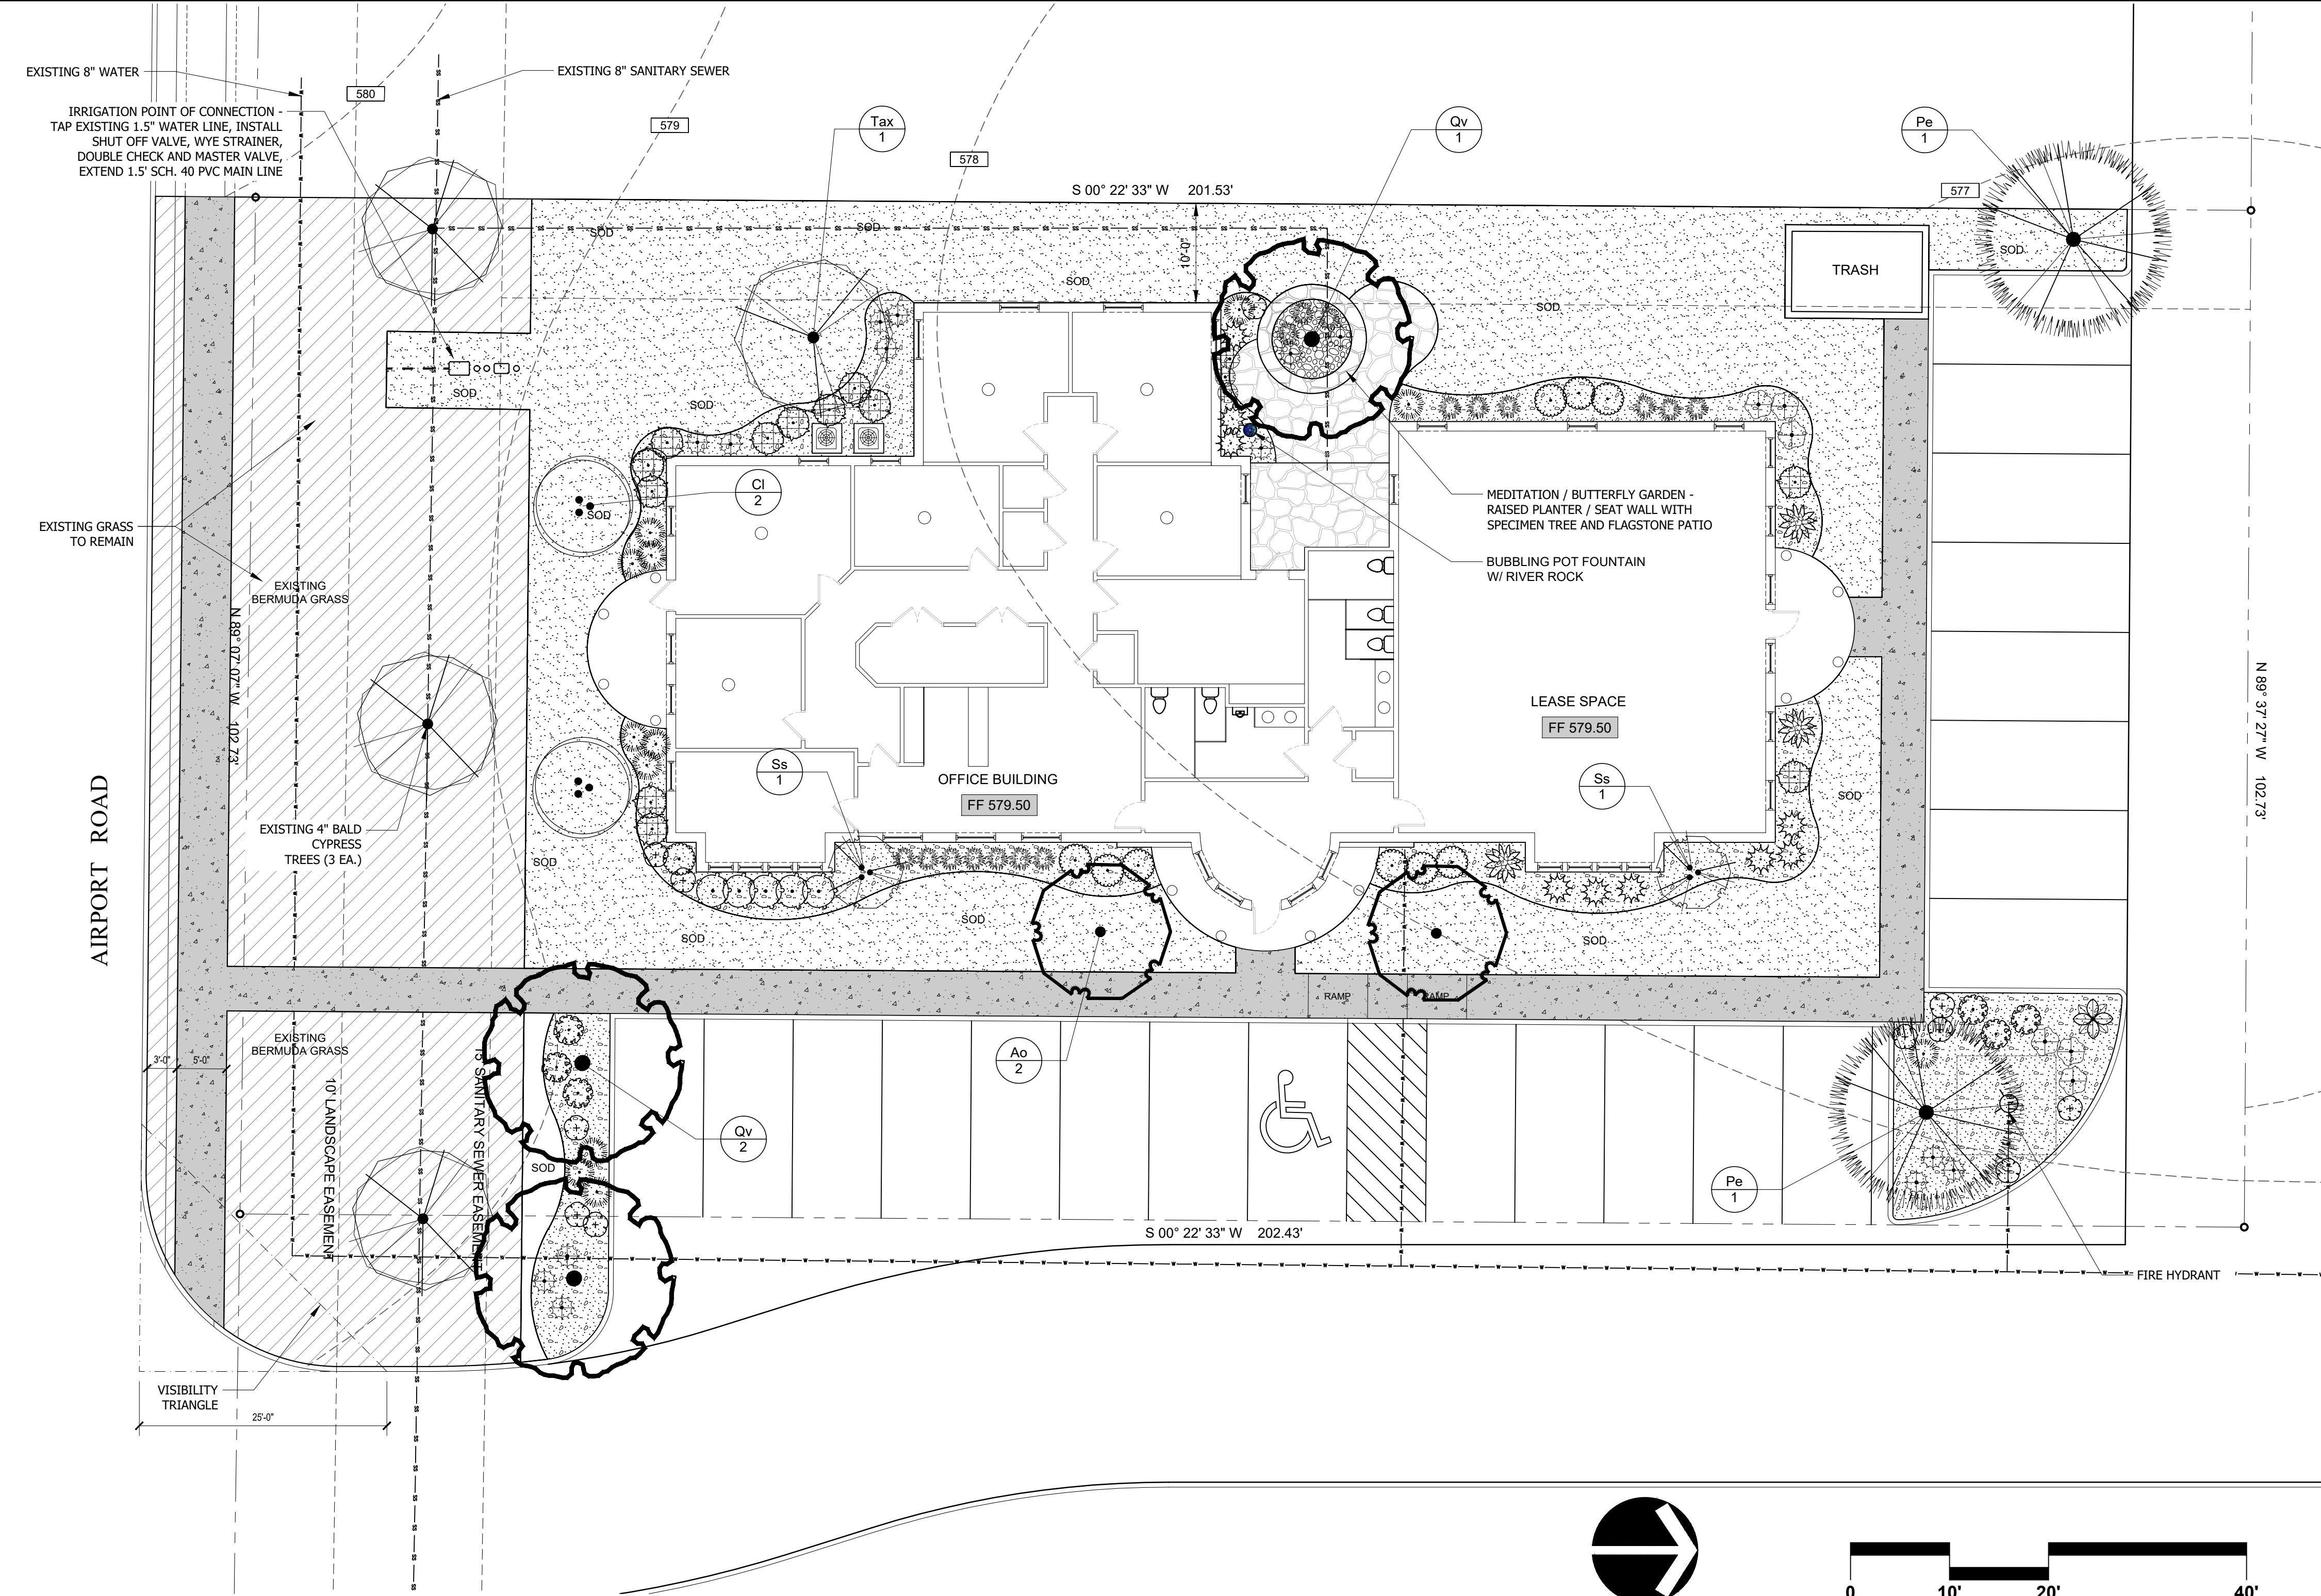 EXISTING 8" WATER
EXISTING 8" SANITARY SEWER
580
IRRIGATION POINT OF CONNECTION -
TAP EXISTING 1.5" WATER LINE, INSTALL
SHUT OFF VALVE, WYE STRAINER,
DOUBLE CHECK AND MASTER VALVE,
EXTEND 1.5' SCH. 40 PVC MAIN LINE
579
Tax
1
578
Qv
1
Pe
1
577
S 00° 22' 33" W 201.53'
10'-0"
SOD
SOD
SOD
SOD
SOD
TRASH
SOD
SOD
Cl
2
SOD
EXISTING GRASS
TO REMAIN
EXISTING
BERMUDA GRASS
N 89° 07' 07" W 102.73'
MEDITATION / BUTTERFLY GARDEN -
RAISED PLANTER / SEAT WALL WITH
SPECIMEN TREE AND FLAGSTONE PATIO
BUBBLING POT FOUNTAIN
W/ RIVER ROCK
LEASE SPACE
FF 579.50
N 89° 37' 27" W 102.73'
Ss
1
OFFICE BUILDING
FF 579.50
Ss
1
SOD
AIRPORT ROAD
EXISTING 4" BALD
CYPRESS
TREES (3 EA.)
SOD
SOD
SOD
SOD
RAMP
RAMP
EXISTING
BERMUDA GRASS
3'-0"
5'-0"
10' LANDSCAPE EASEMENT
15' SANITARY SEWER EASEMENT
SOD
Ao
2
Qv
2
Pe
1
S 00° 22' 33" W 202.43'
FIRE HYDRANT
VISIBILITY
TRIANGLE
25'-0"
0 10' 20' 40'